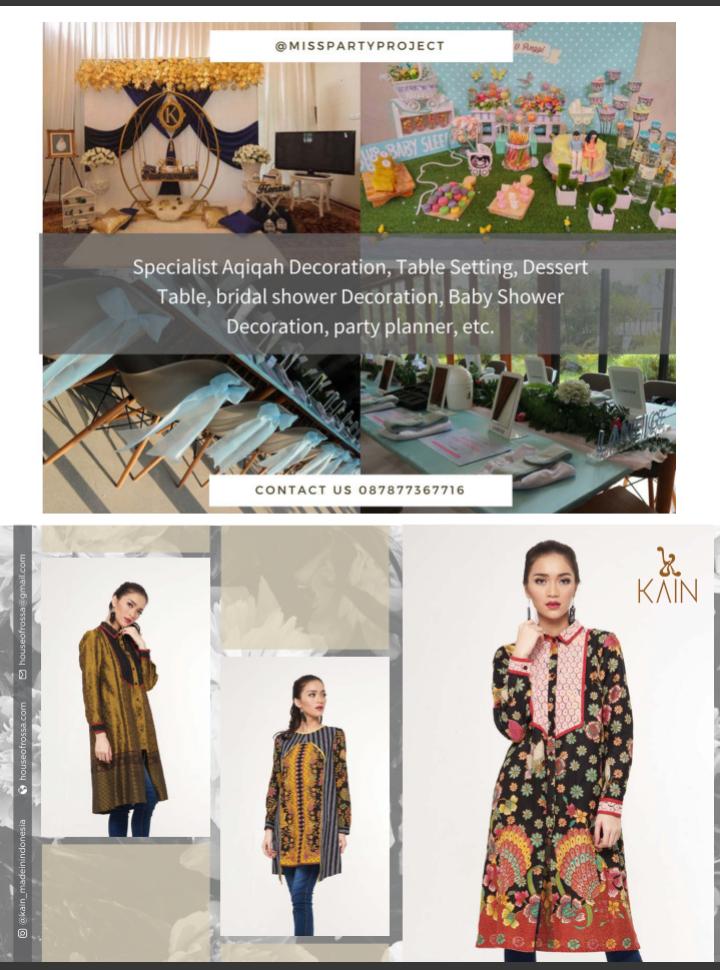 @MISSPARTYPROJECT
Specialist Aqiqah Decoration, Table Setting, Dessert
Table, bridal shower Decoration, Baby Shower
Decoration, party planner, etc.
CONTACT US 087877367716
K
KAIN
houseofrossa@gmail.com
houseofrossa.com
@kain_madeinindonesia